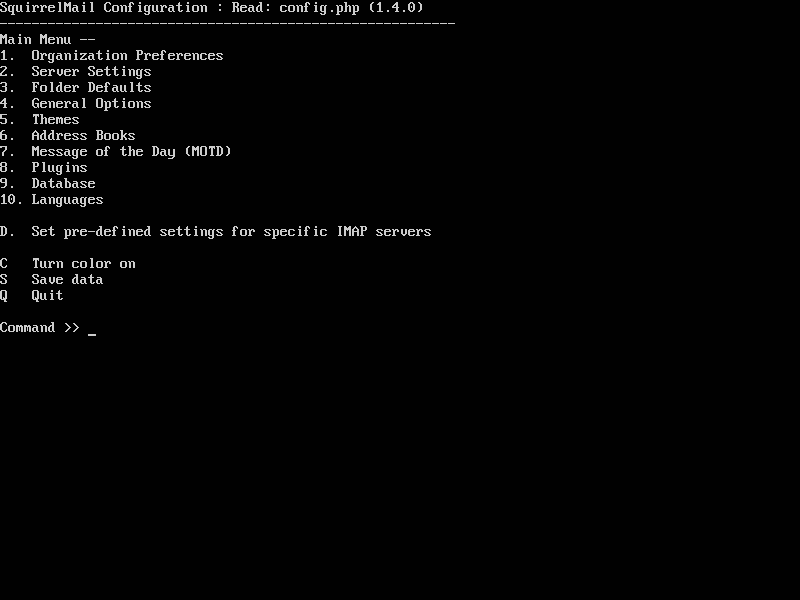 SquirrelMail Configuration : Read: config.php (1.4.0)
---------------------------------------------------------
Main Menu --
1.  Organization Preferences
2.  Server Settings
3.  Folder Defaults
4.  General Options
5.  Themes
6.  Address Books
7.  Message of the Day (MOTD)
8.  Plugins
9.  Database
10. Languages

D.  Set pre-defined settings for specific IMAP servers

C   Turn color on
S   Save data
Q   Quit

Command >> _